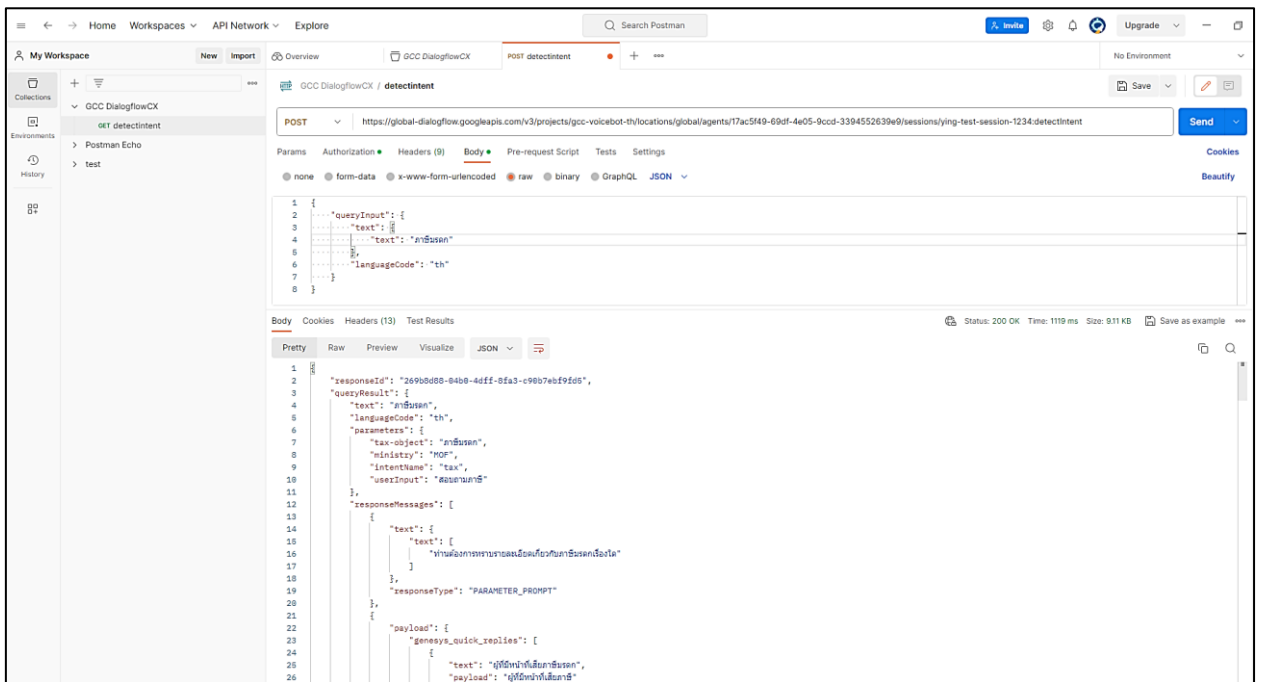 Home Workspaces API Network Explore Search Postman Invite Upgrade
My Workspace New Import Overview GCC DialogflowCX POST detectintent No Environment
Collections
Environments
History
GCC DialogflowCX
GET detectintent
Postman Echo
test
HTTP GCC DialogflowCX / detectintent Save
POST https://global-dialogflow.googleapis.com/v3/projects/gcc-voicebot-th/locations/global/agents/17ac5f49-69df-4e05-9ccd-3394552639e9/sessions/ying-test-session-1234:detectIntent Send
Params Authorization Headers (9) Body Pre-request Script Tests Settings Cookies
none form-data x-www-form-urlencoded raw binary GraphQL JSON Beautify
1 {
2 "queryInput": {
3 "text": {
4 "text": "ภาษีมรดก"
5 },
6 "languageCode": "th"
7 }
8 }
Body Cookies Headers (13) Test Results Status: 200 OK Time: 1119 ms Size: 9.11 KB Save as example
Pretty Raw Preview Visualize JSON
1 {
2 "responseId": "269b8d88-04b0-4dff-8fa3-c90b7ebf9fd5",
3 "queryResult": {
4 "text": "ภาษีมรดก",
5 "languageCode": "th",
6 "parameters": {
7 "tax-object": "ภาษีมรดก",
8 "ministry": "MOF",
9 "intentName": "tax",
10 "userInput": "สอบถามภาษี"
11 },
12 "responseMessages": [
13 {
14 "text": {
15 "text": [
16 "ท่านต้องการทราบรายละเอียดเกี่ยวกับภาษีมรดกเรื่องใด"
17 ]
18 },
19 "responseType": "PARAMETER_PROMPT"
20 },
21 {
22 "payload": {
23 "genesys_quick_replies": [
24 {
25 "text": "ผู้ที่มีหน้าที่เสียภาษีมรดก",
26 "payload": "ผู้ที่มีหน้าที่เสียภาษี"